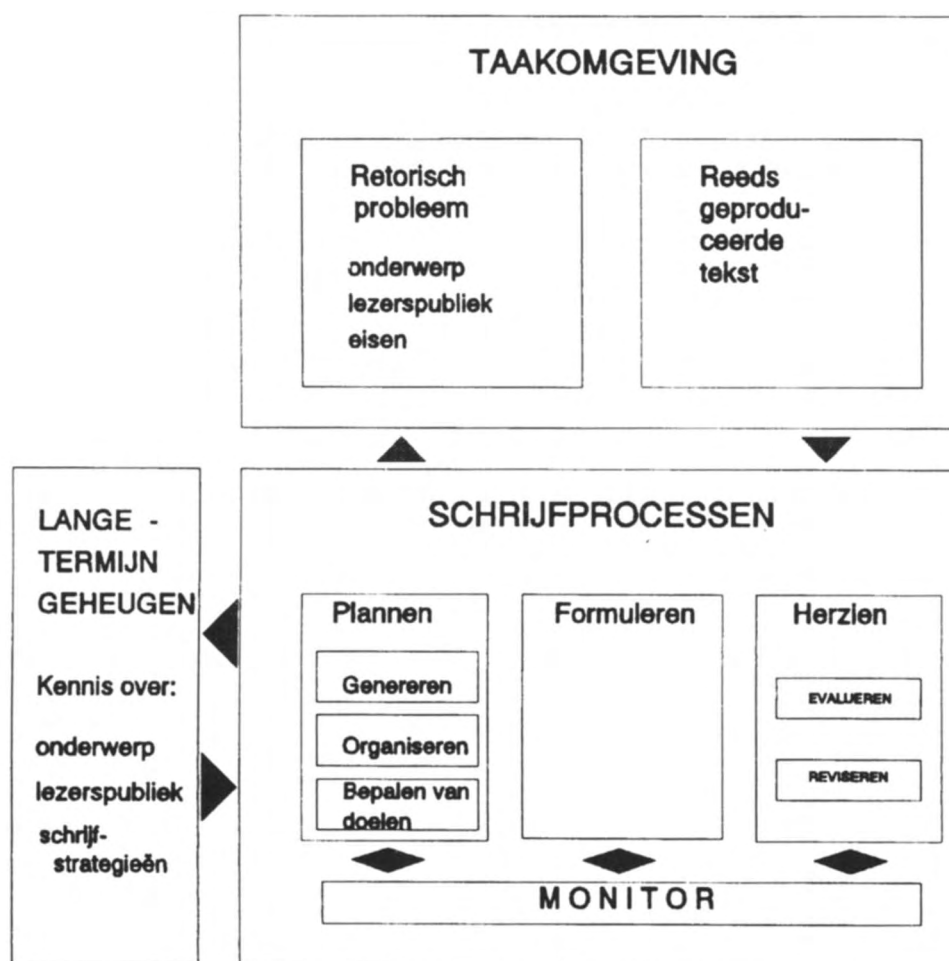 TAAKOMGEVING
Retorisch
probleem
onderwerp
lezerspubliek
eisen
Reeds
geprodu-
ceerde
tekst
LANGE -
TERMIJN
GEHEUGEN
Kennis over:
onderwerp
lezerspubliek
schrijf-
strategieën
SCHRIJFPROCESSEN
Plannen
Genereren
Organiseren
Bepalen van
doelen
Formuleren
Herzien
EVALUEREN
REVISEREN
MONITOR